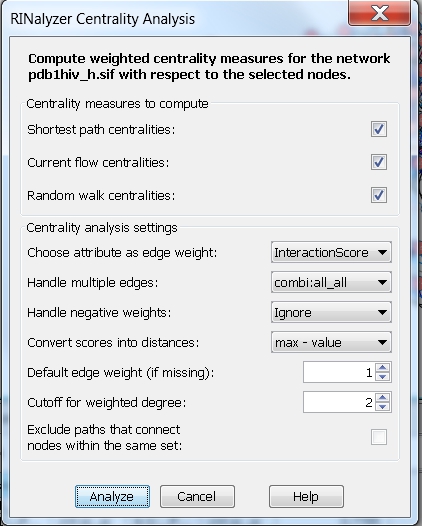 RINalyzer Centrality Analysis
Compute weighted centrality measures for the network
pdb1hiv_h.sif with respect to the selected nodes.
Centrality measures to compute
Shortest path centralities:
Current flow centralities:
Random walk centralities:
Centrality analysis settings
Choose attribute as edge weight: InteractionScore
Handle multiple edges: combi:all_all
Handle negative weights: Ignore
Convert scores into distances: max - value
Default edge weight (if missing): 1
Cutoff for weighted degree: 2
Exclude paths that connect
nodes within the same set:
Analyze Cancel Help